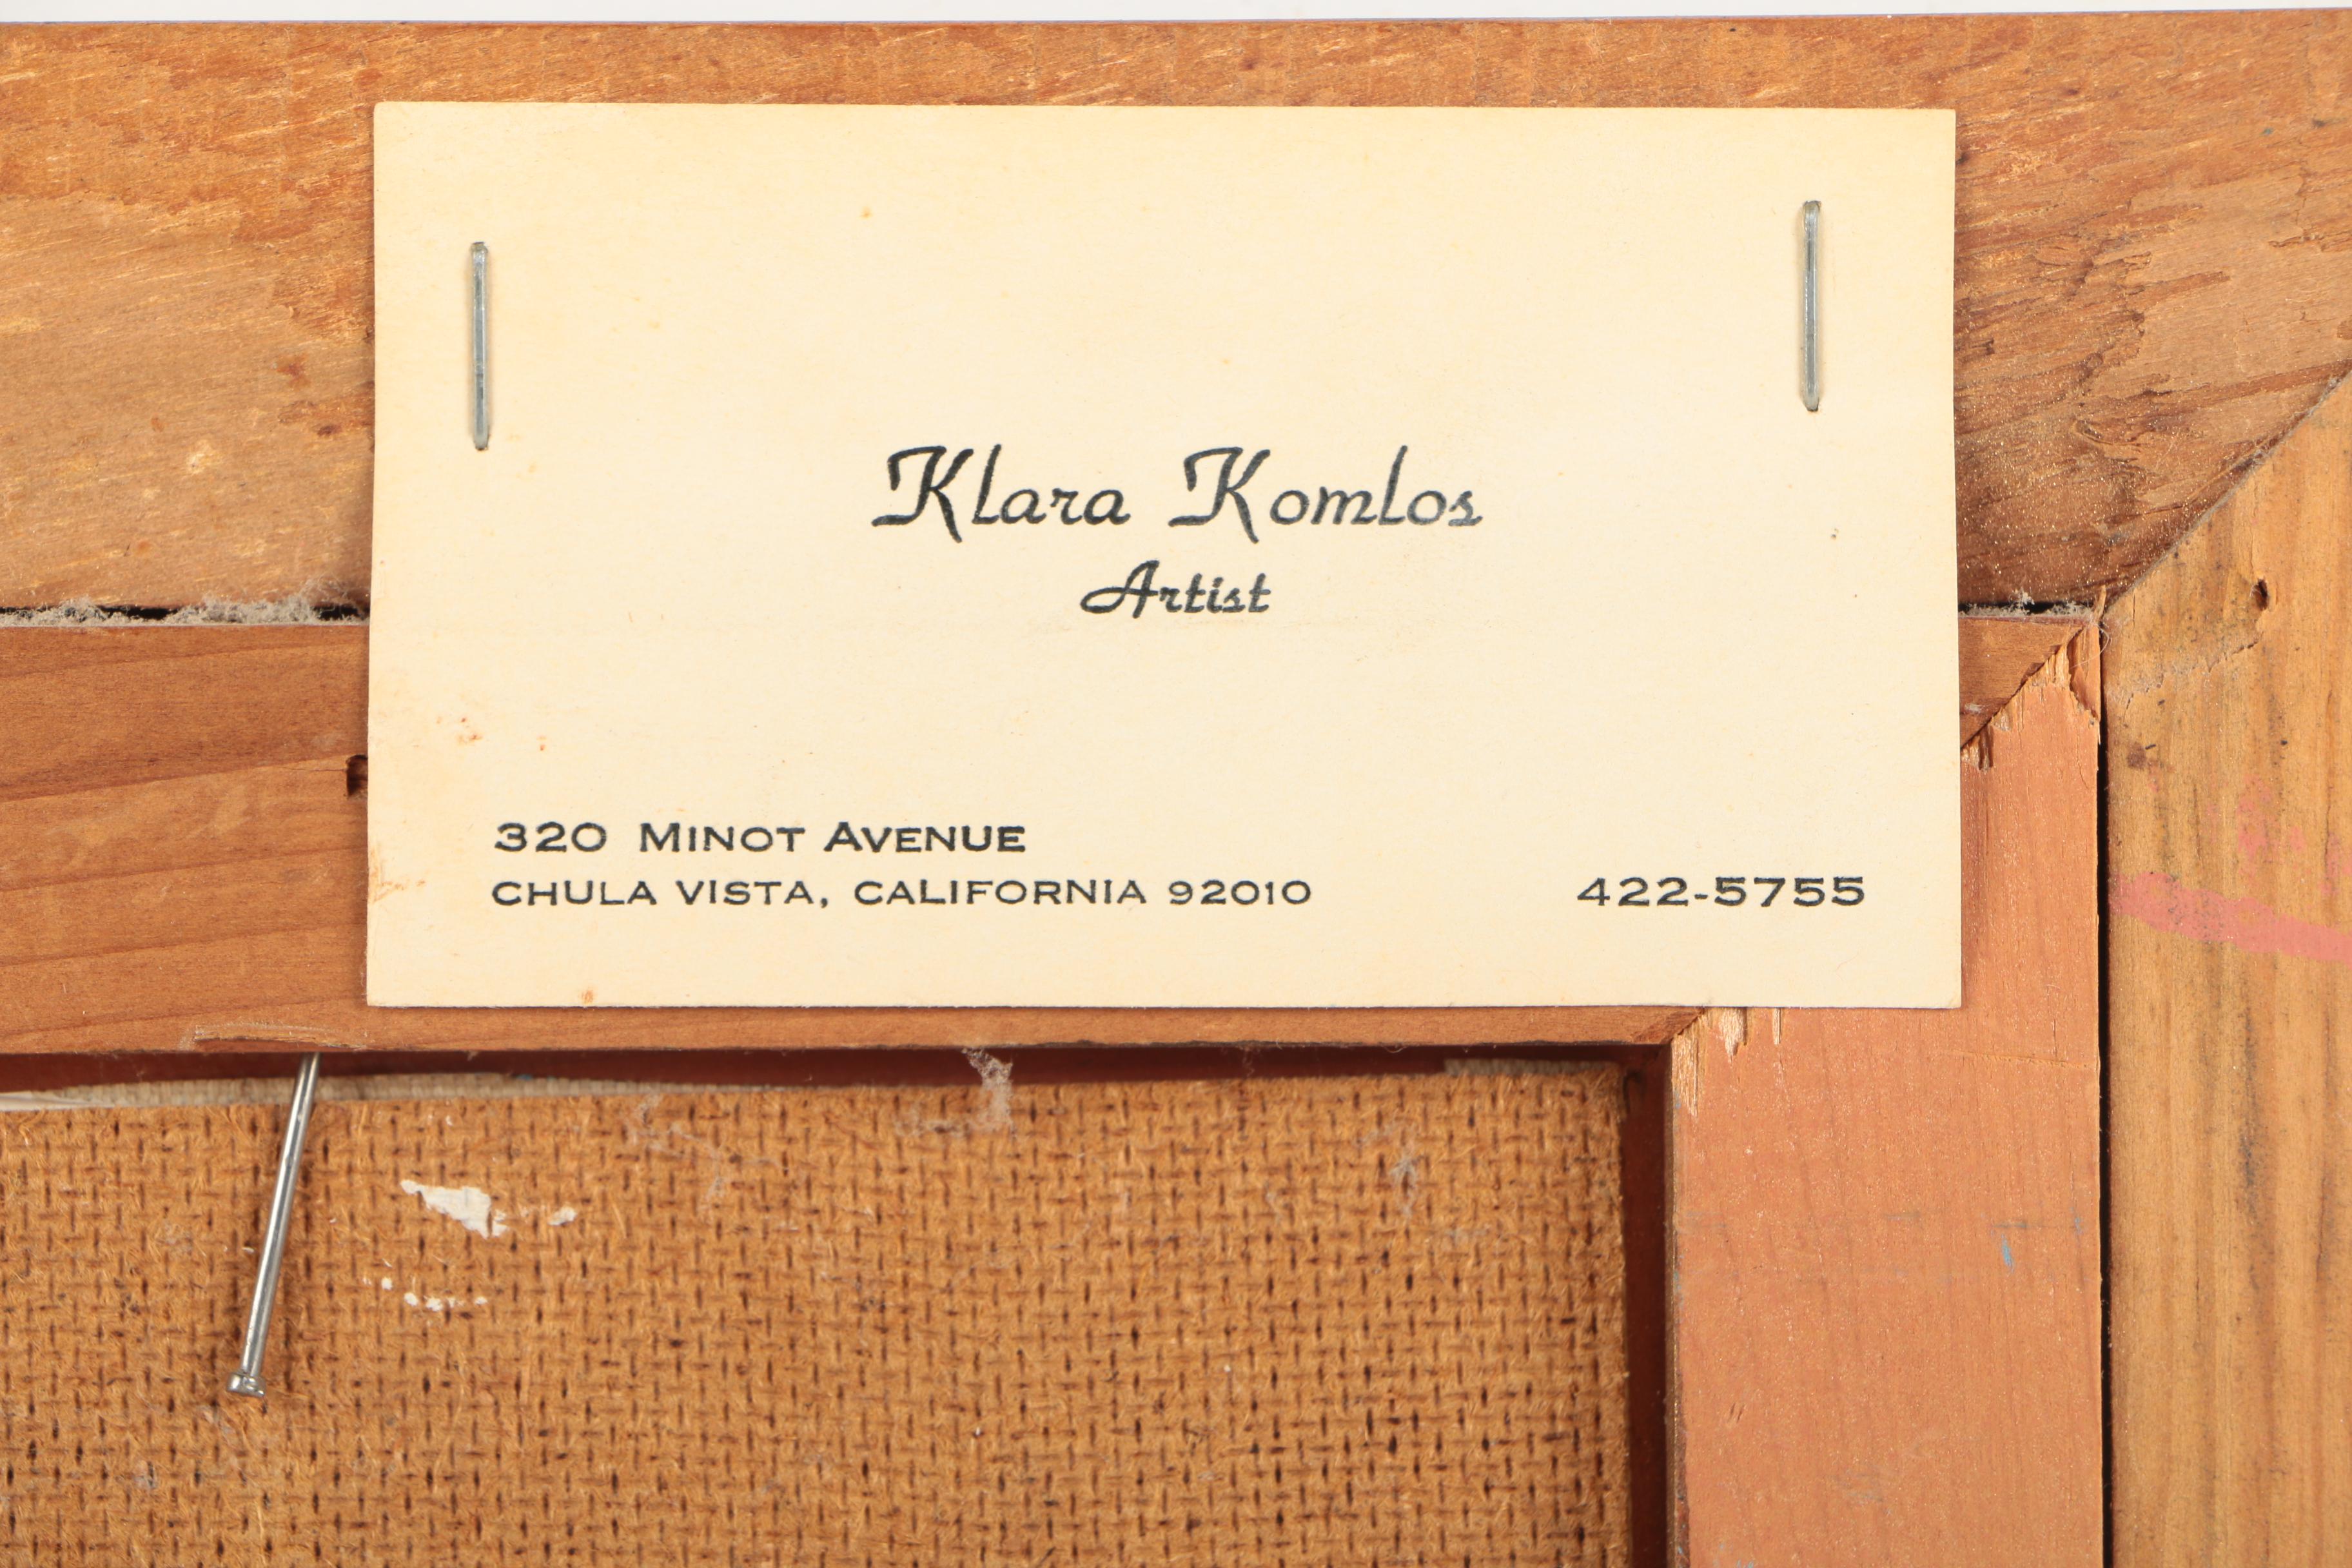 Klara Komlos
Artist
320 MINOT AVENUE
CHULA VISTA, CALIFORNIA 92010
422-5755